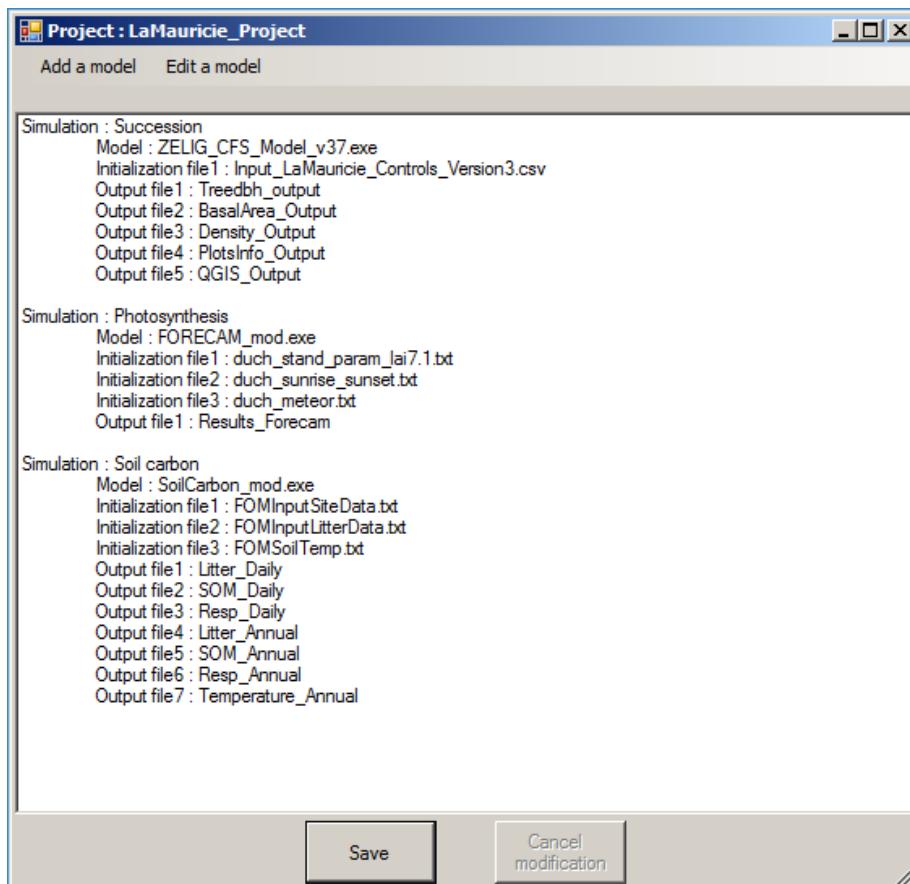 Project : LaMauricie_Project
Add a model Edit a model
Simulation : Succession
Model : ZELIG_CFS_Model_v37.exe
Initialization file1 : Input_LaMauricie_Controls_Version3.csv
Output file1 : Treedbh_output
Output file2 : BasalArea_Output
Output file3 : Density_Output
Output file4 : PlotsInfo_Output
Output file5 : QGIS_Output
Simulation : Photosynthesis
Model : FORECAM_mod.exe
Initialization file1 : duch_stand_param_lai7.1.txt
Initialization file2 : duch_sunrise_sunset.txt
Initialization file3 : duch_meteor.txt
Output file1 : Results_Forecam
Simulation : Soil carbon
Model : SoilCarbon_mod.exe
Initialization file1 : FOMInputSiteData.txt
Initialization file2 : FOMInputLitterData.txt
Initialization file3 : FOMSoilTemp.txt
Output file1 : Litter_Daily
Output file2 : SOM_Daily
Output file3 : Resp_Daily
Output file4 : Litter_Annual
Output file5 : SOM_Annual
Output file6 : Resp_Annual
Output file7 : Temperature_Annual
Save
Cancel
modification